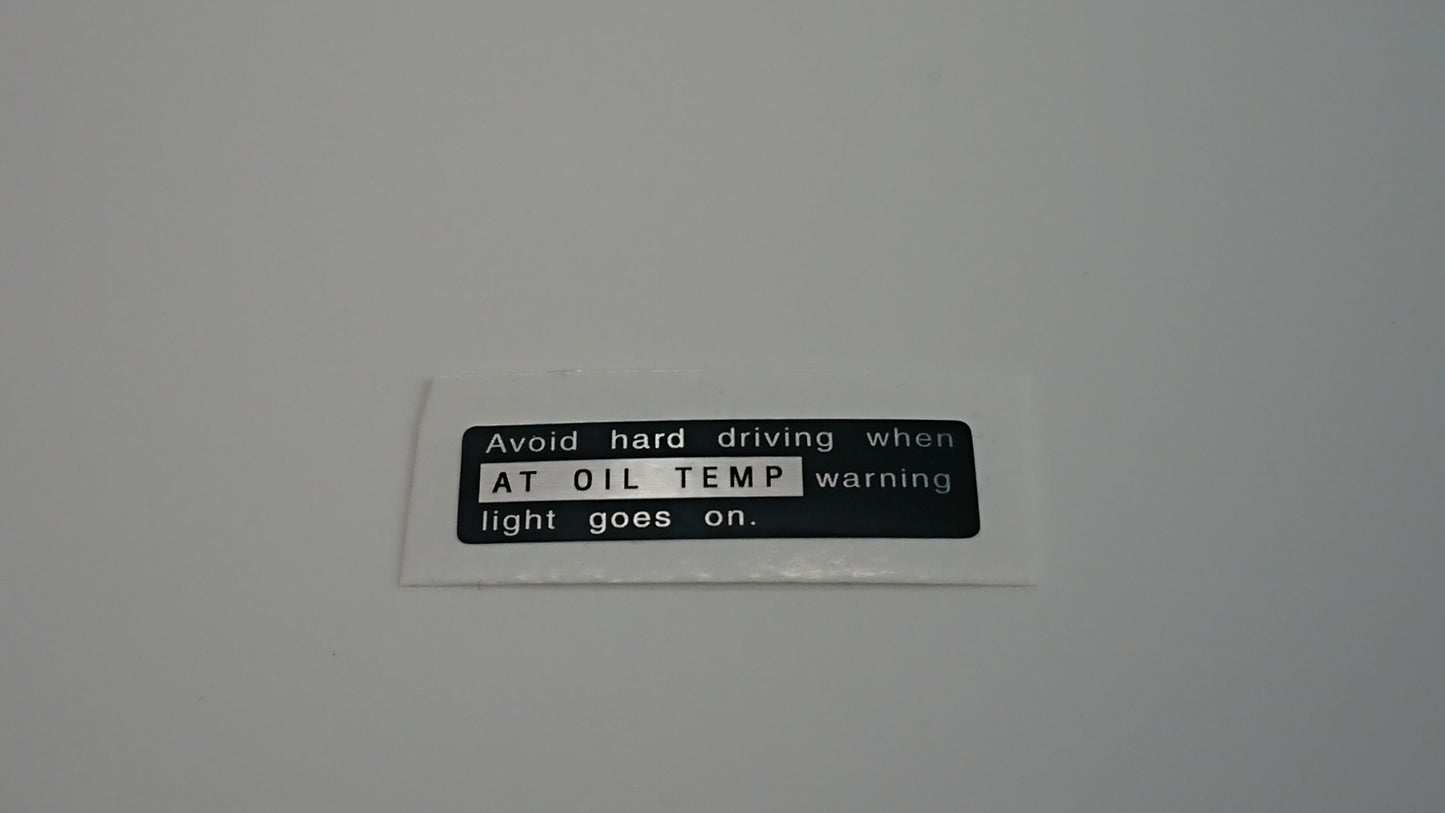 Avoid hard driving when
AT OIL TEMP warning
light goes on.